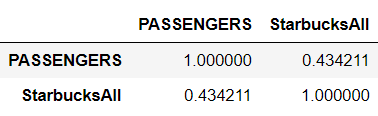 PASSENGERS StarbucksAll
PASSENGERS 1.000000 0.434211
StarbucksAll 0.434211 1.000000